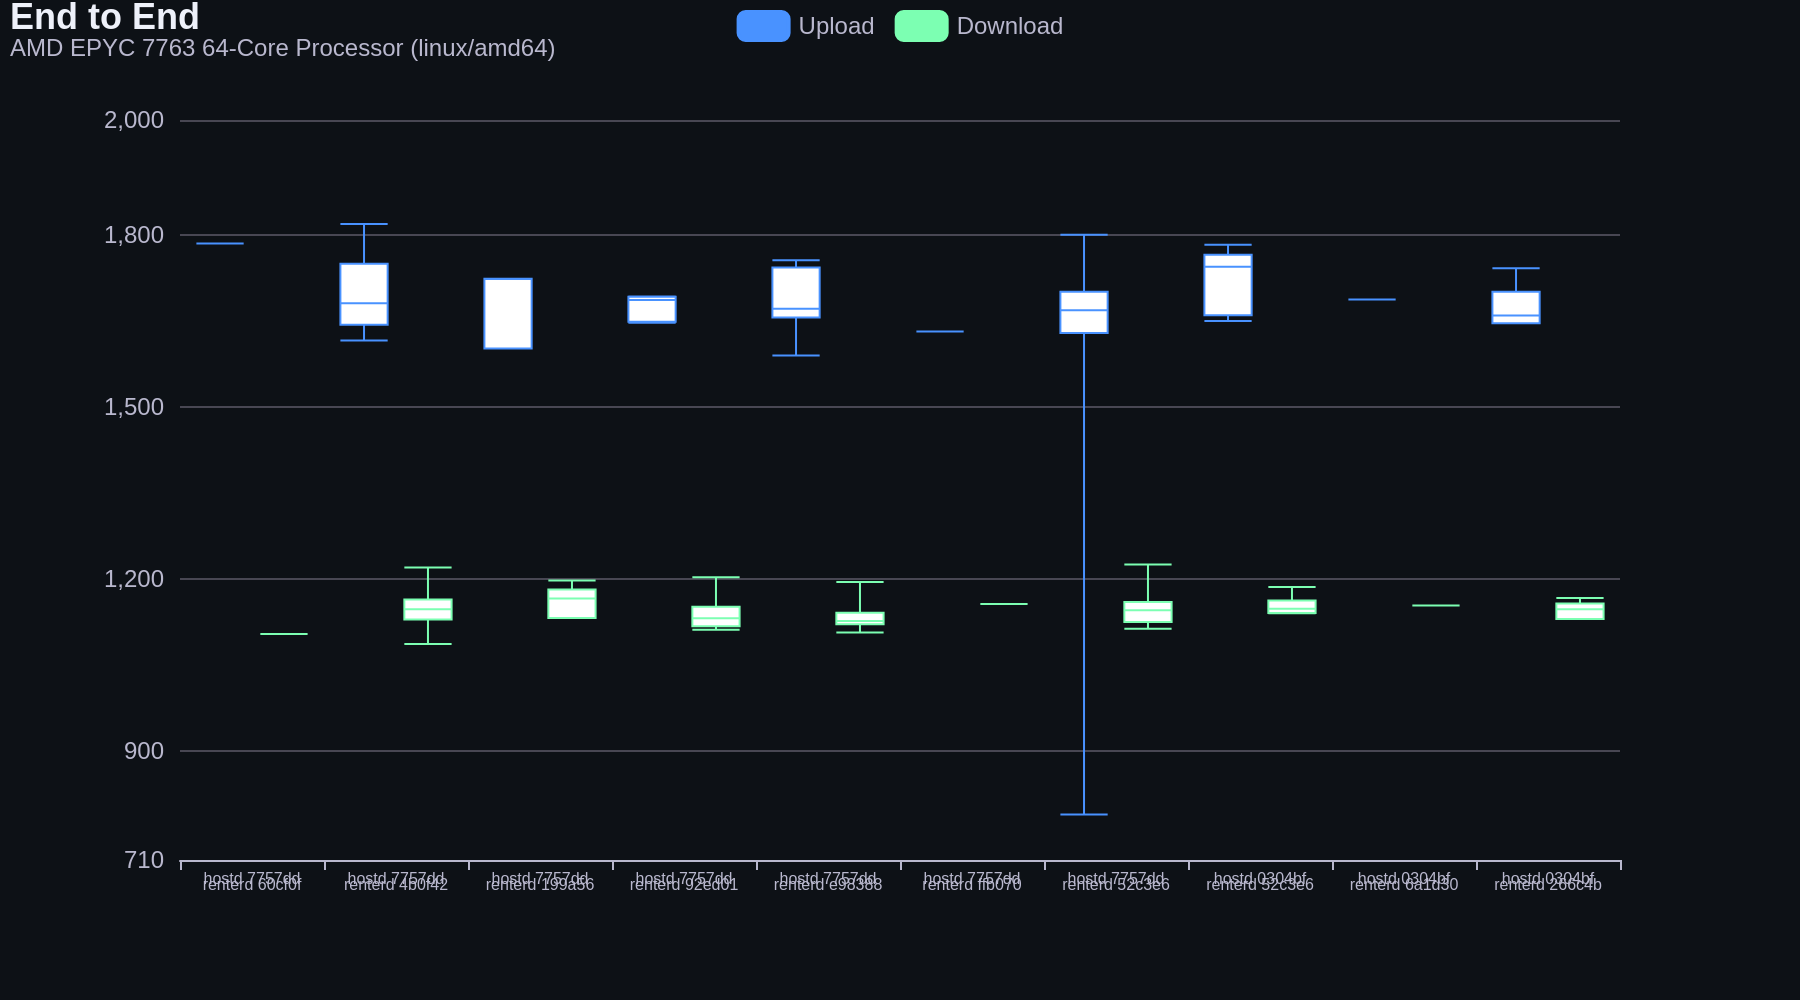 End to End
AMD EPYC 7763 64-Core Processor (linux/amd64)
Upload
Download
2,000
1,800
1,500
1,200
900
710
hostd 7757dd
renterd 60cf0f
hostd 7757dd
renterd 4b0f42
hostd 7757dd
renterd 199a56
hostd 7757dd
renterd 92ed01
hostd 7757dd
renterd e983b8
hostd 7757dd
renterd
hostd 7757dd
renterd 52c3e6
hostd 0304bf
renterd 52c3e6
hostd 0304bf
renterd 6a1d30
hostd 0304bf
renterd 266c4b